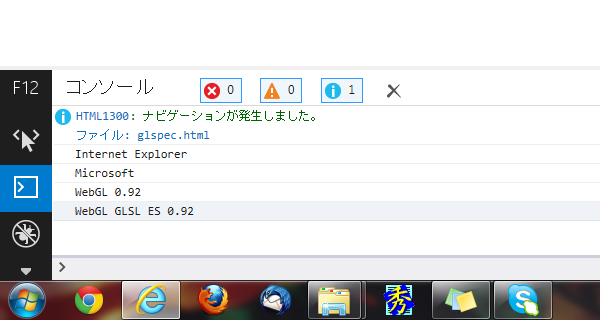 F12 コンソール 0 0 1
HTML1300: ナビゲーションが発生しました。
ファイル: glspec.html
Internet Explorer
Microsoft
WebGL 0.92
WebGL GLSL ES 0.92
秀